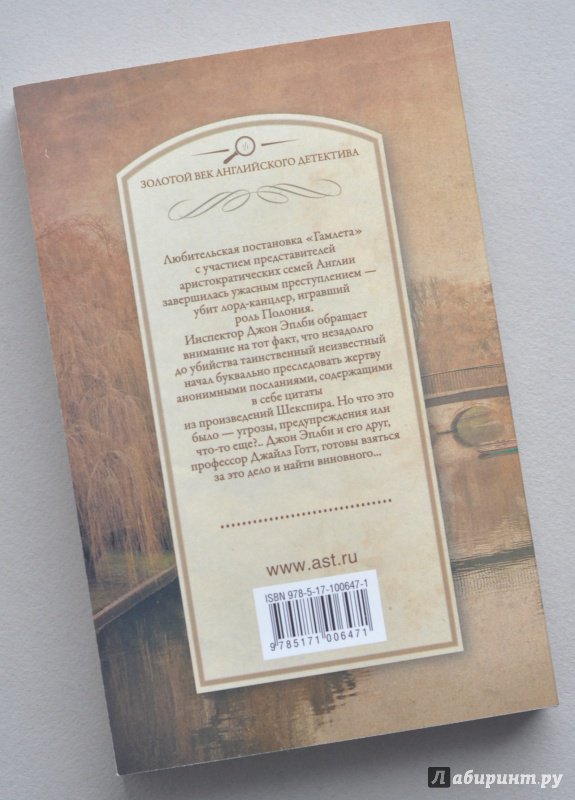 ЗОЛОТОЙ ВЕК АНГЛИЙСКОГО ДЕТЕКТИВА
Любительская постановка «Гамлета»
с участием представителей
аристократических семей Англии
завершилась ужасным преступлением —
убит лорд-канцлер, игравший
роль Полония.
Инспектор Джон Эплби обращает
внимание на тот факт, что незадолго
до убийства таинственный неизвестный
начал буквально преследовать жертву
анонимными посланиями, содержащими
в себе цитаты
из произведений Шекспира. Но что это
было — угрозы, предупреждения или
что-то еще?.. Джон Эплби и его друг,
профессор Джайлз Готт, готовы взяться
за это дело и найти виновного...
www.ast.ru
ISBN 978-5-17-100647-1
9 785171 006471
Лабиринт.ру